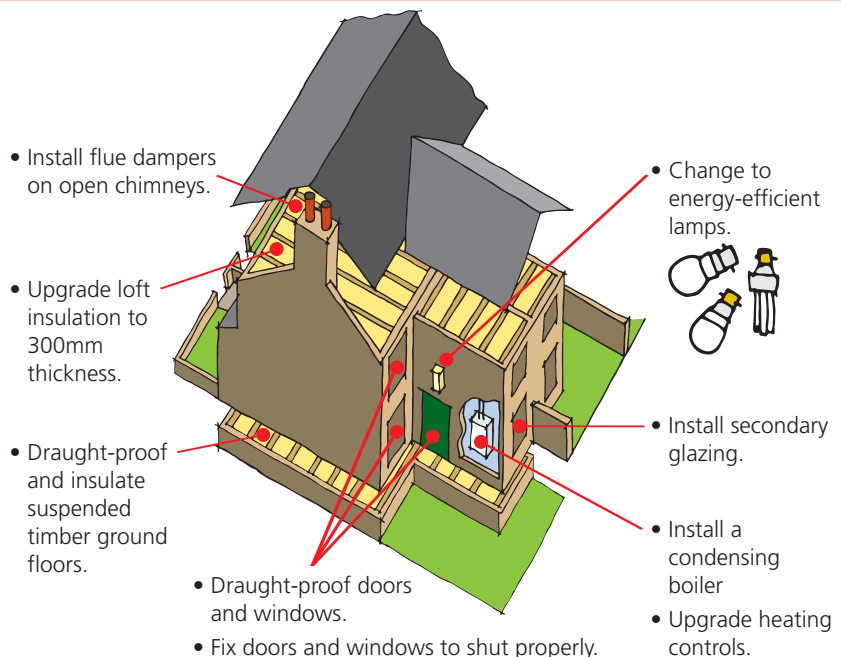 • Install flue dampers
on open chimneys.
• Upgrade loft
insulation to
300mm
thickness.
• Draught-proof
and insulate
suspended
timber ground
floors.
• Draught-proof doors
and windows.
• Fix doors and windows to shut properly.
• Change to
energy-efficient
lamps.
• Install secondary
glazing.
• Install a
condensing
boiler
• Upgrade heating
controls.